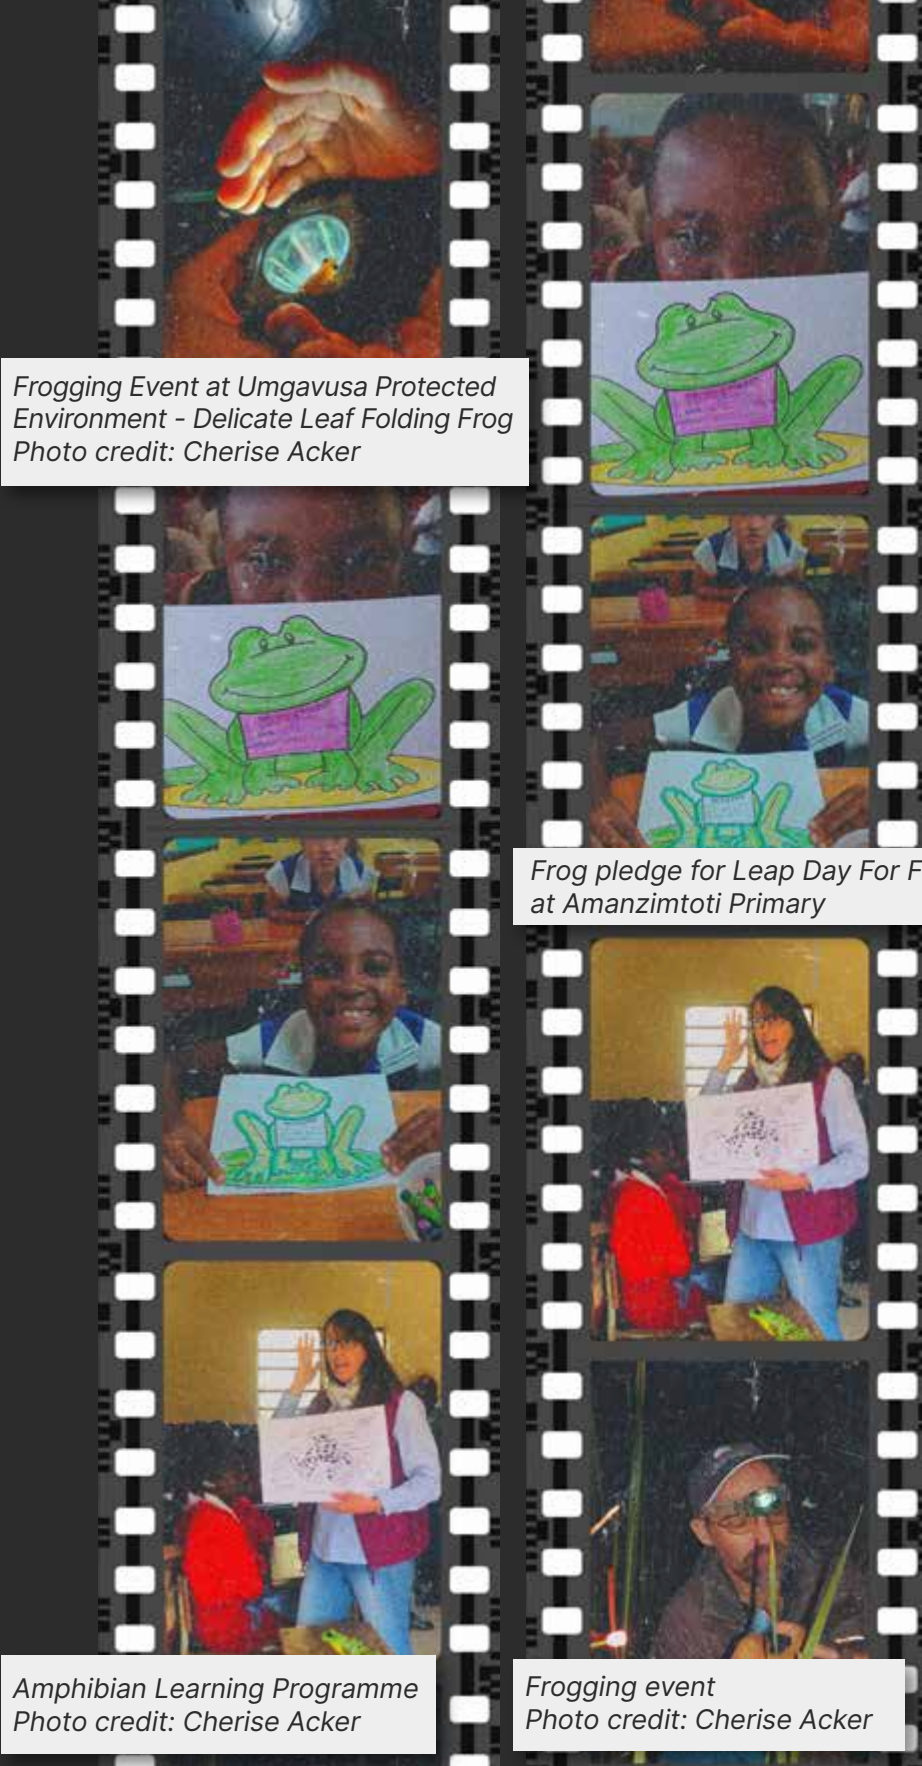 Frogging Event at Umgavusa Protected
Environment - Delicate Leaf Folding Frog
Photo credit: Cherise Acker
Frog pledge for Leap Day For F
at Amanzimtoti Primary
Amphibian Learning Programme
Photo credit: Cherise Acker
Frogging event
Photo credit: Cherise Acker